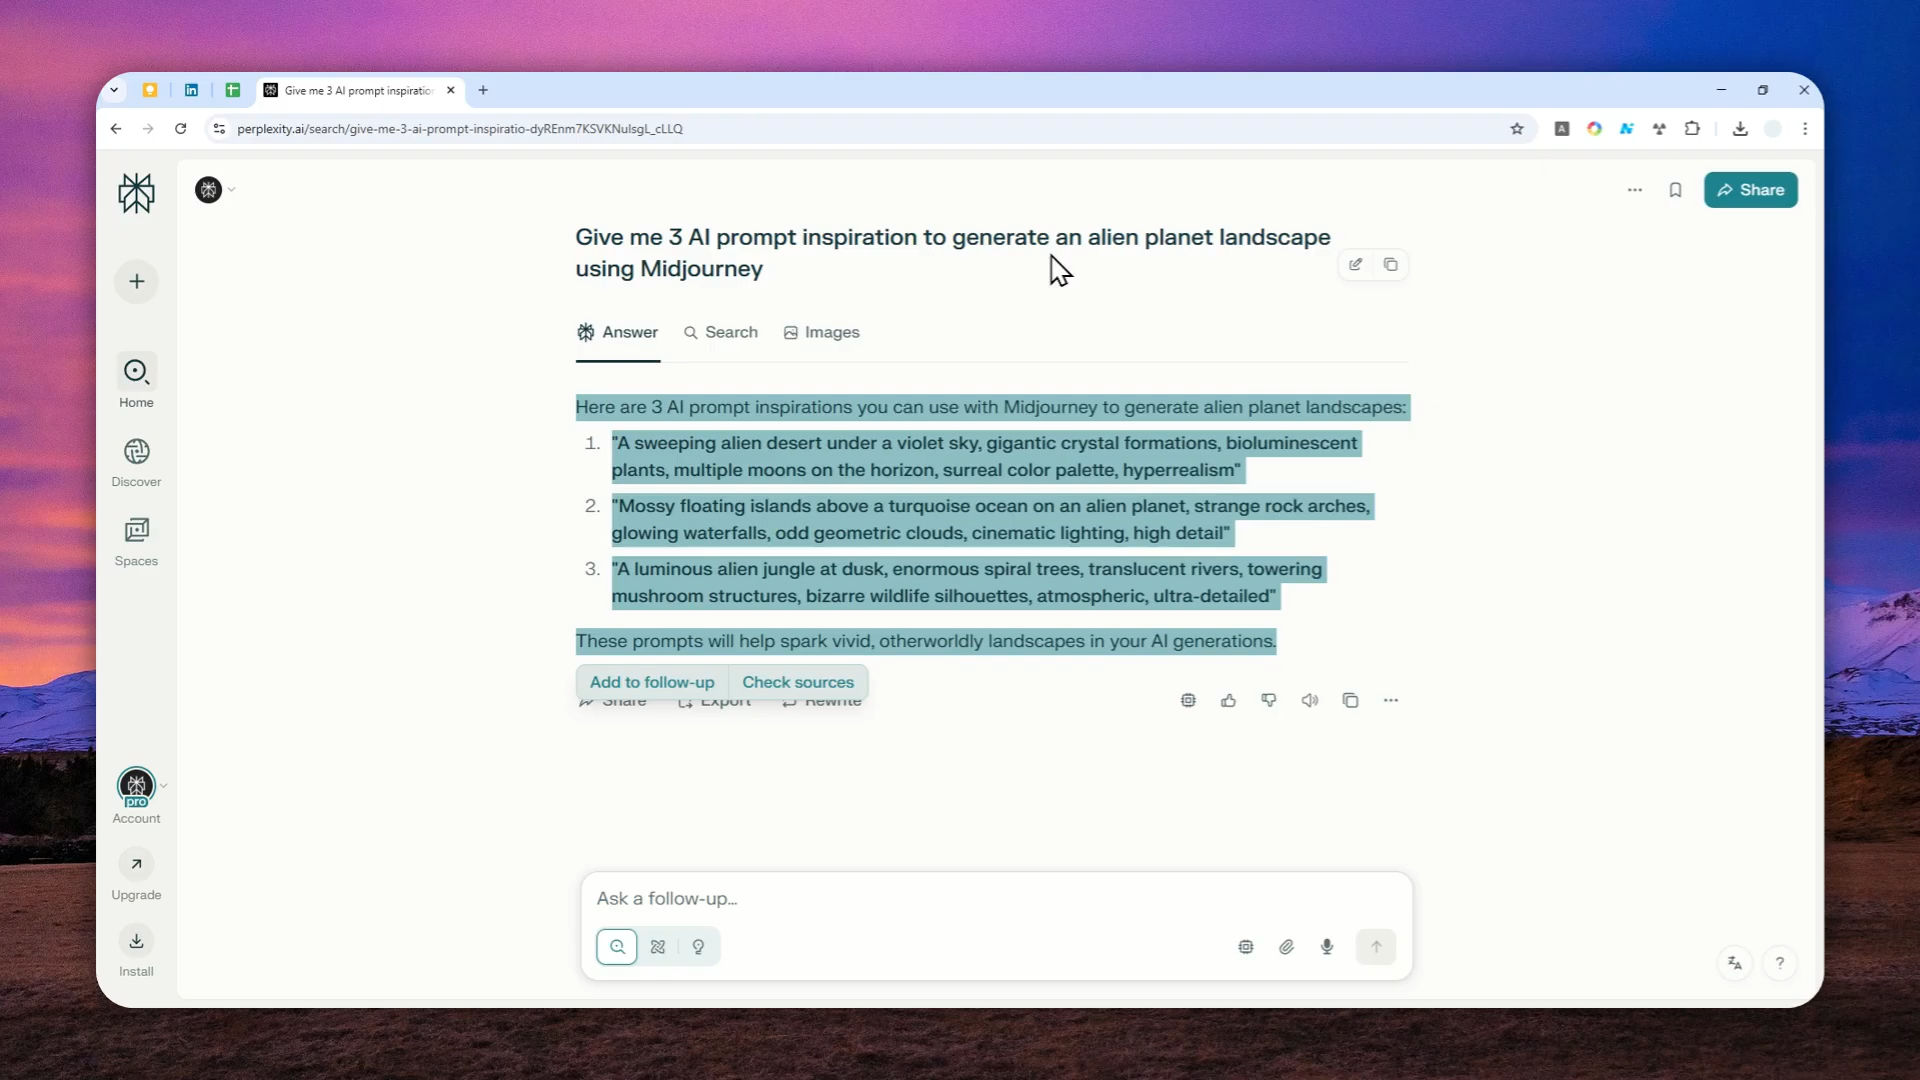 Give me 3 AI prompt inspiratio
perplexity.ai/search/give-me-3-ai-prompt-inspiratio-dyREnm7KSVKNuIsgL_cLLQ
Share
Give me 3 AI prompt inspiration to generate an alien planet landscape
using Midjourney
Answer
Search
Images
Home
Discover
Spaces
Here are 3 AI prompt inspirations you can use with Midjourney to generate alien planet landscapes:
1. "A sweeping alien desert under a violet sky, gigantic crystal formations, bioluminescent
plants, multiple moons on the horizon, surreal color palette, hyperrealism"
2. "Mossy floating islands above a turquoise ocean on an alien planet, strange rock arches,
glowing waterfalls, odd geometric clouds, cinematic lighting, high detail"
3. "A luminous alien jungle at dusk, enormous spiral trees, translucent rivers, towering
mushroom structures, bizarre wildlife silhouettes, atmospheric, ultra-detailed"
These prompts will help spark vivid, otherworldly landscapes in your AI generations.
Add to follow-up
Check sources
Share
Export
Rewrite
pro
Account
Upgrade
Install
Ask a follow-up...